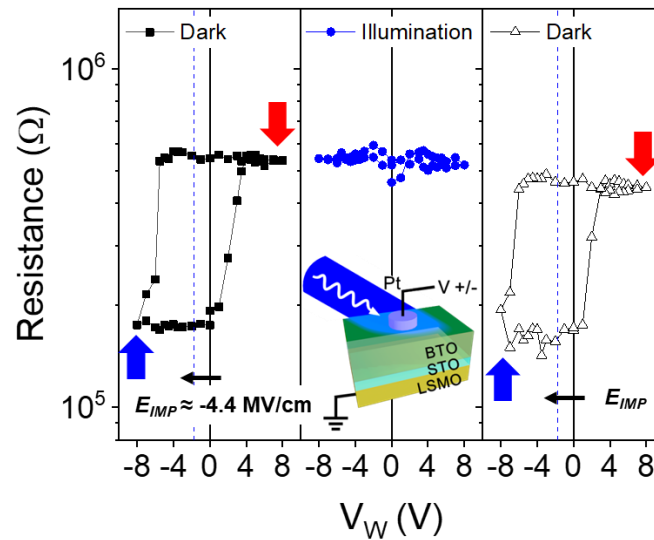 Dark
Illumination
Dark
10⁶
10⁵
Resistance (Ω)
Pt
V +/-
BTO
STO
LSMO
E_IMP ≈ -4.4 MV/cm
E_IMP
-8 -4 0 4 8
-8 -4 0 4 8
-8 -4 0 4 8
V_W (V)